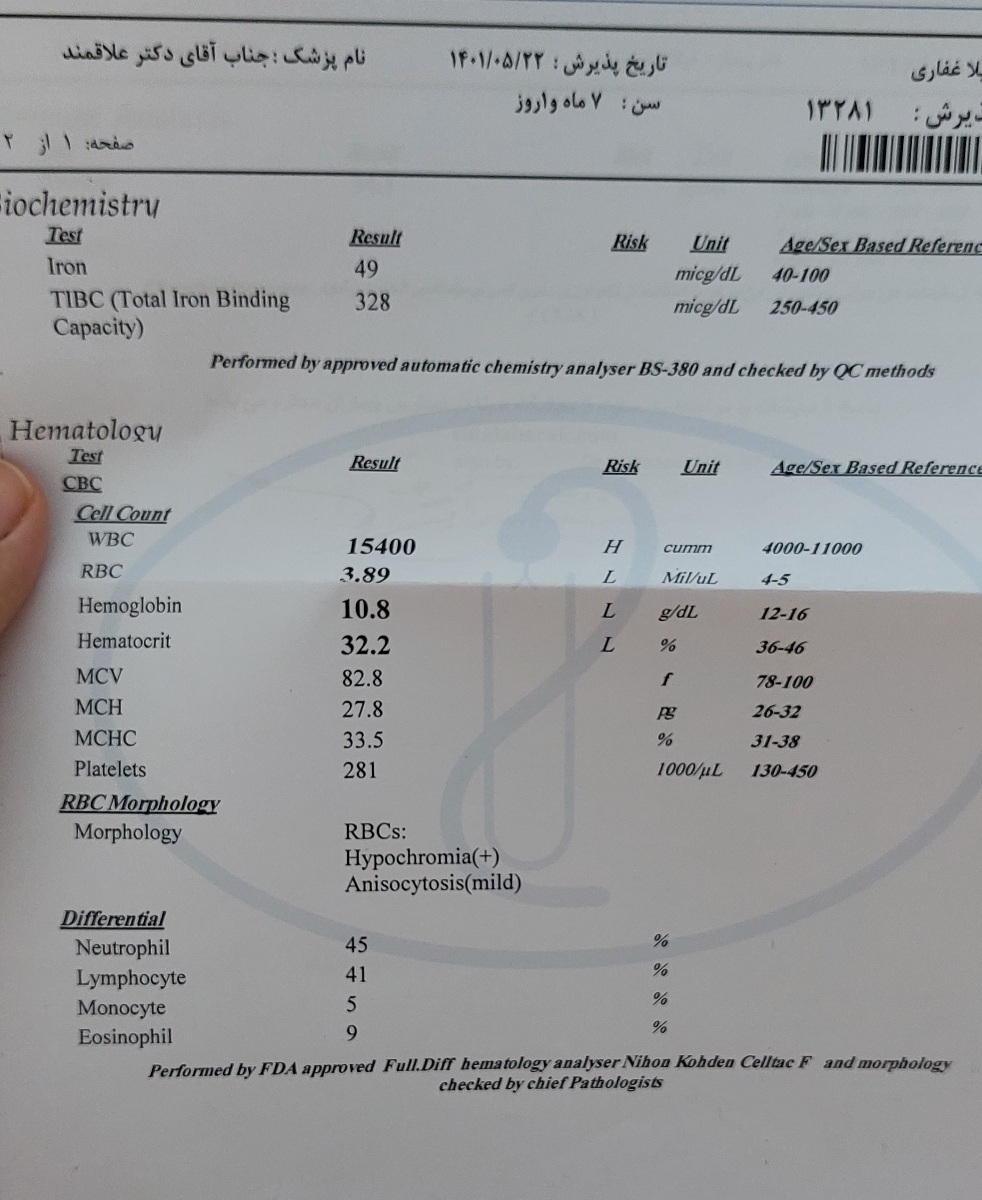 نام پزشک : جناب آقای دکتر علاقمند
تاریخ پذیرش : ۱۴۰۱/۰۵/۲۲
غفاری
سن : ۷ ماه و ۱روز
۱۳۲۸۱
صفحه: ۱ از ۲
Biochemistry
Test Result Risk Unit Age/Sex Based Referenc
Iron 49 micg/dL 40-100
TIBC (Total Iron Binding 328 micg/dL 250-450
Capacity)
Performed by approved automatic chemistry analyser BS-380 and checked by QC methods
Hematology
Test Result Risk Unit Age/Sex Based Reference
CBC
Cell Count
WBC 15400 H cumm 4000-11000
RBC 3.89 L Mil/uL 4-5
Hemoglobin 10.8 L g/dL 12-16
Hematocrit 32.2 L % 36-46
MCV 82.8 f 78-100
MCH 27.8 pg 26-32
MCHC 33.5 % 31-38
Platelets 281 1000/µL 130-450
RBC Morphology
Morphology RBCs:
Hypochromia(+)
Anisocytosis(mild)
Differential
Neutrophil 45 %
Lymphocyte 41 %
Monocyte 5 %
Eosinophil 9 %
Performed by FDA approved Full.Diff hematology analyser Nihon Kohden Celltac F and morphology
checked by chief Pathologists